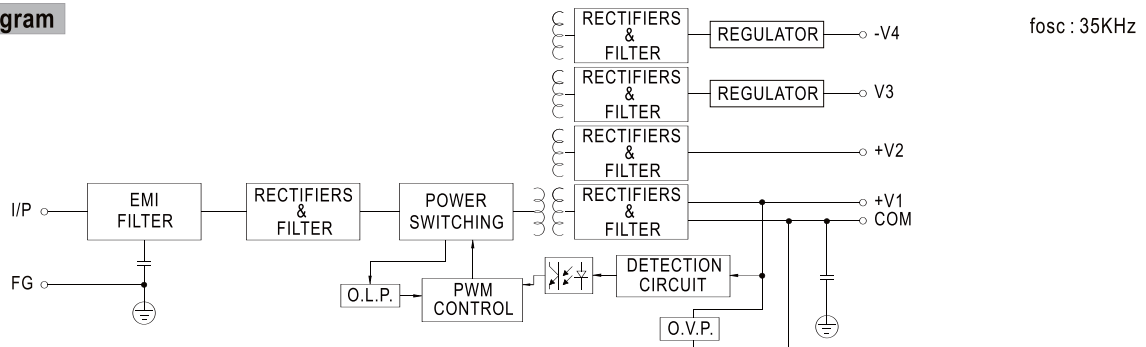 gram
fosc : 35KHz
RECTIFIERS
&
FILTER
REGULATOR
-V4
RECTIFIERS
&
FILTER
REGULATOR
V3
RECTIFIERS
&
FILTER
+V2
I/P
EMI
FILTER
RECTIFIERS
&
FILTER
POWER
SWITCHING
RECTIFIERS
&
FILTER
+V1
COM
FG
O.L.P.
PWM
CONTROL
DETECTION
CIRCUIT
O.V.P.